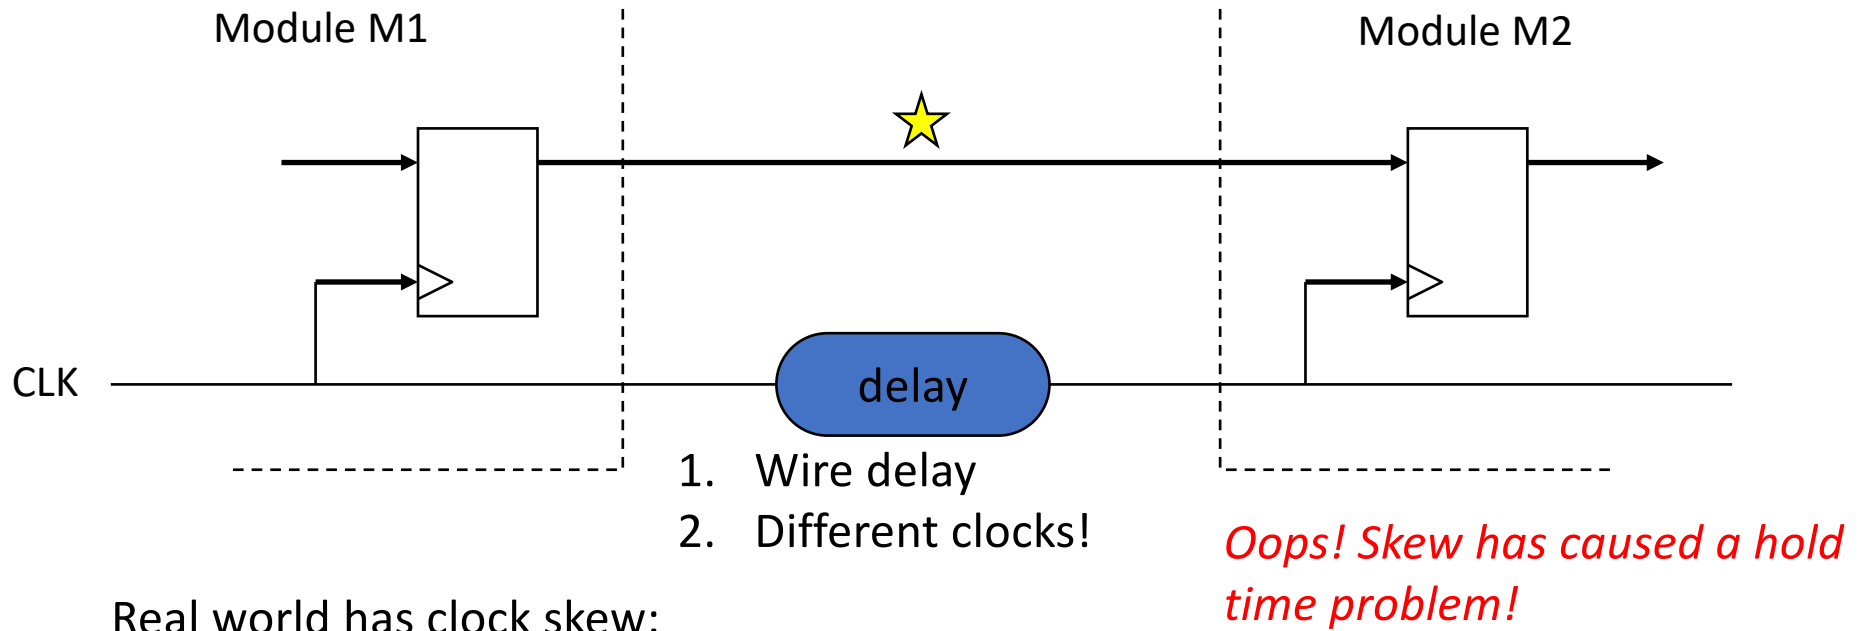 Module M1
Module M2
CLK
delay
1. Wire delay
2. Different clocks!
Oops! Skew has caused a hold
time problem!
Real world has clock skew: